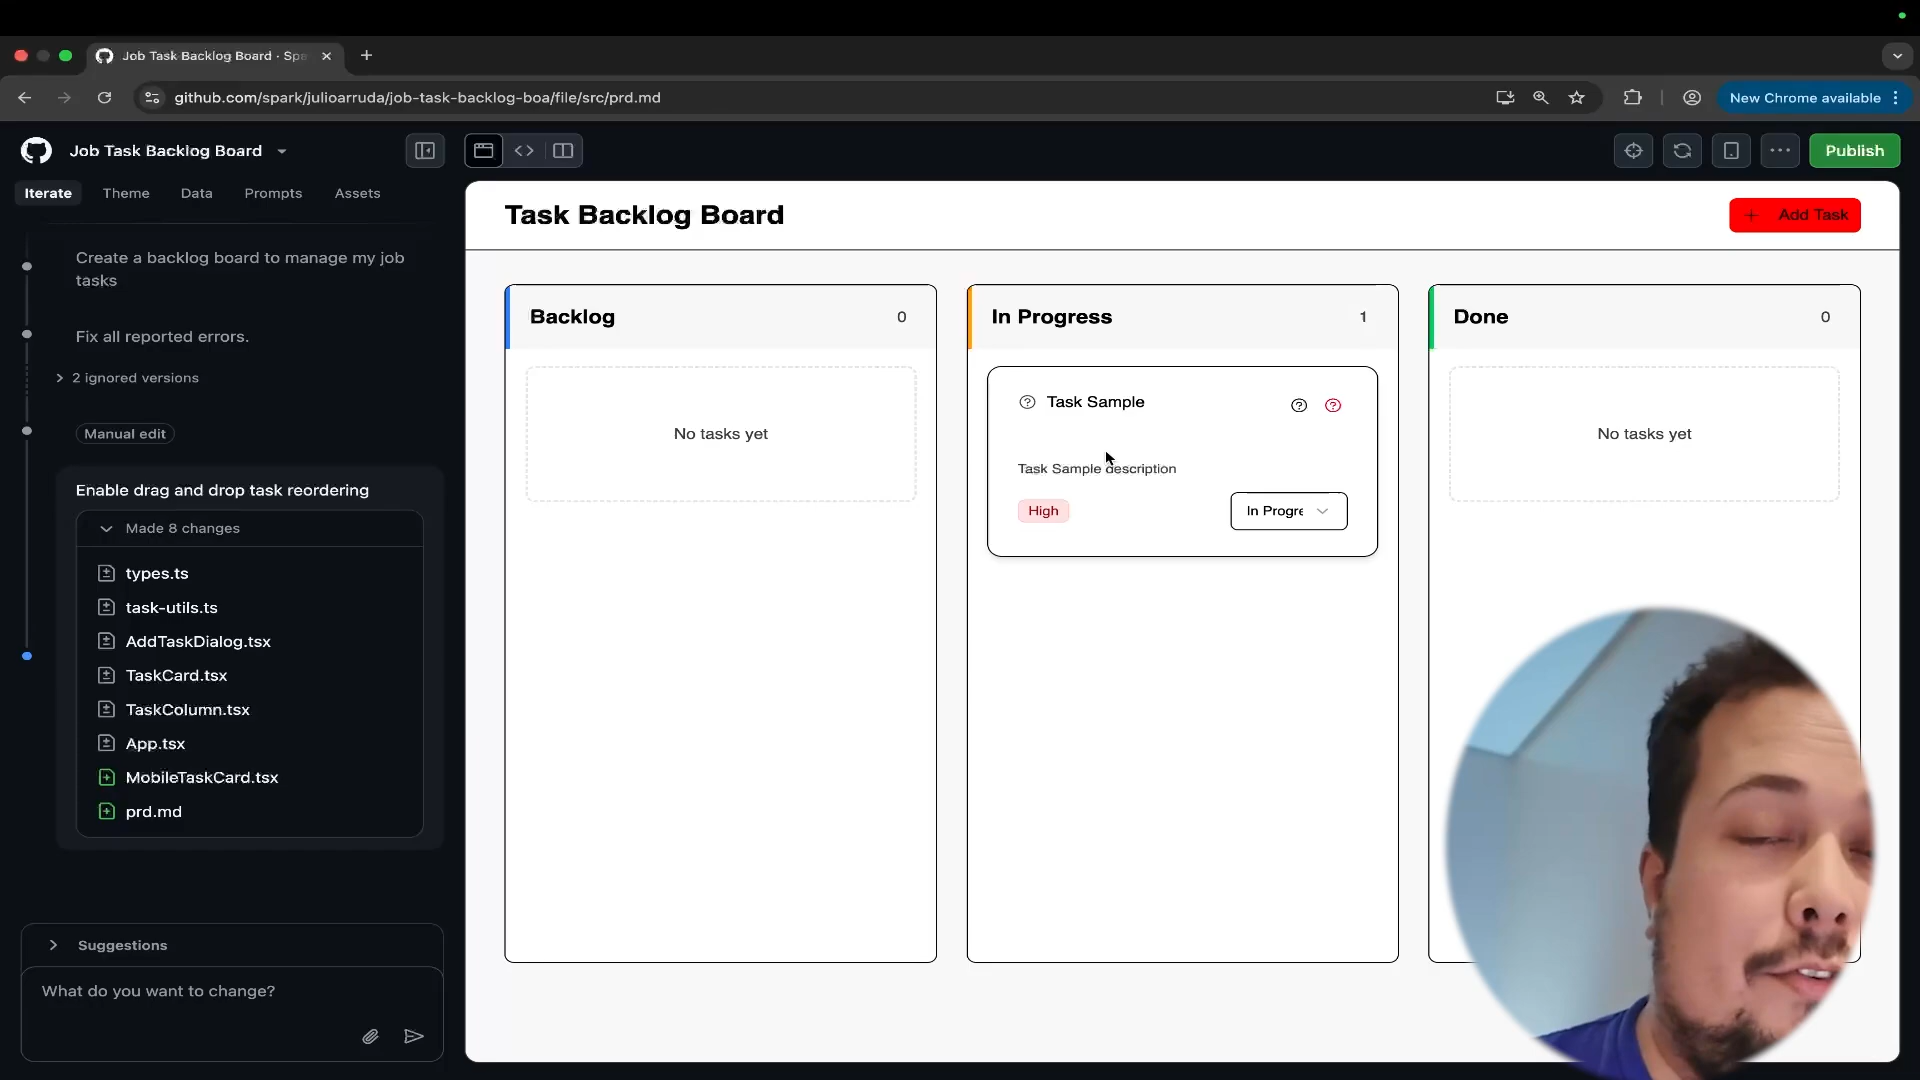 Job Task Backlog Board · Spa
github.com/spark/julioarruda/job-task-backlog-boa/file/src/prd.md
New Chrome available
Job Task Backlog Board
Publish
Iterate
Theme
Data
Prompts
Assets
Create a backlog board to manage my job
tasks
Fix all reported errors.
2 ignored versions
Manual edit
Enable drag and drop task reordering
Made 8 changes
types.ts
task-utils.ts
AddTaskDialog.tsx
TaskCard.tsx
TaskColumn.tsx
App.tsx
MobileTaskCard.tsx
prd.md
Suggestions
What do you want to change?
Task Backlog Board
+ Add Task
Backlog
0
No tasks yet
In Progress
1
Task Sample
Task Sample description
High
In Progre
Done
0
No tasks yet